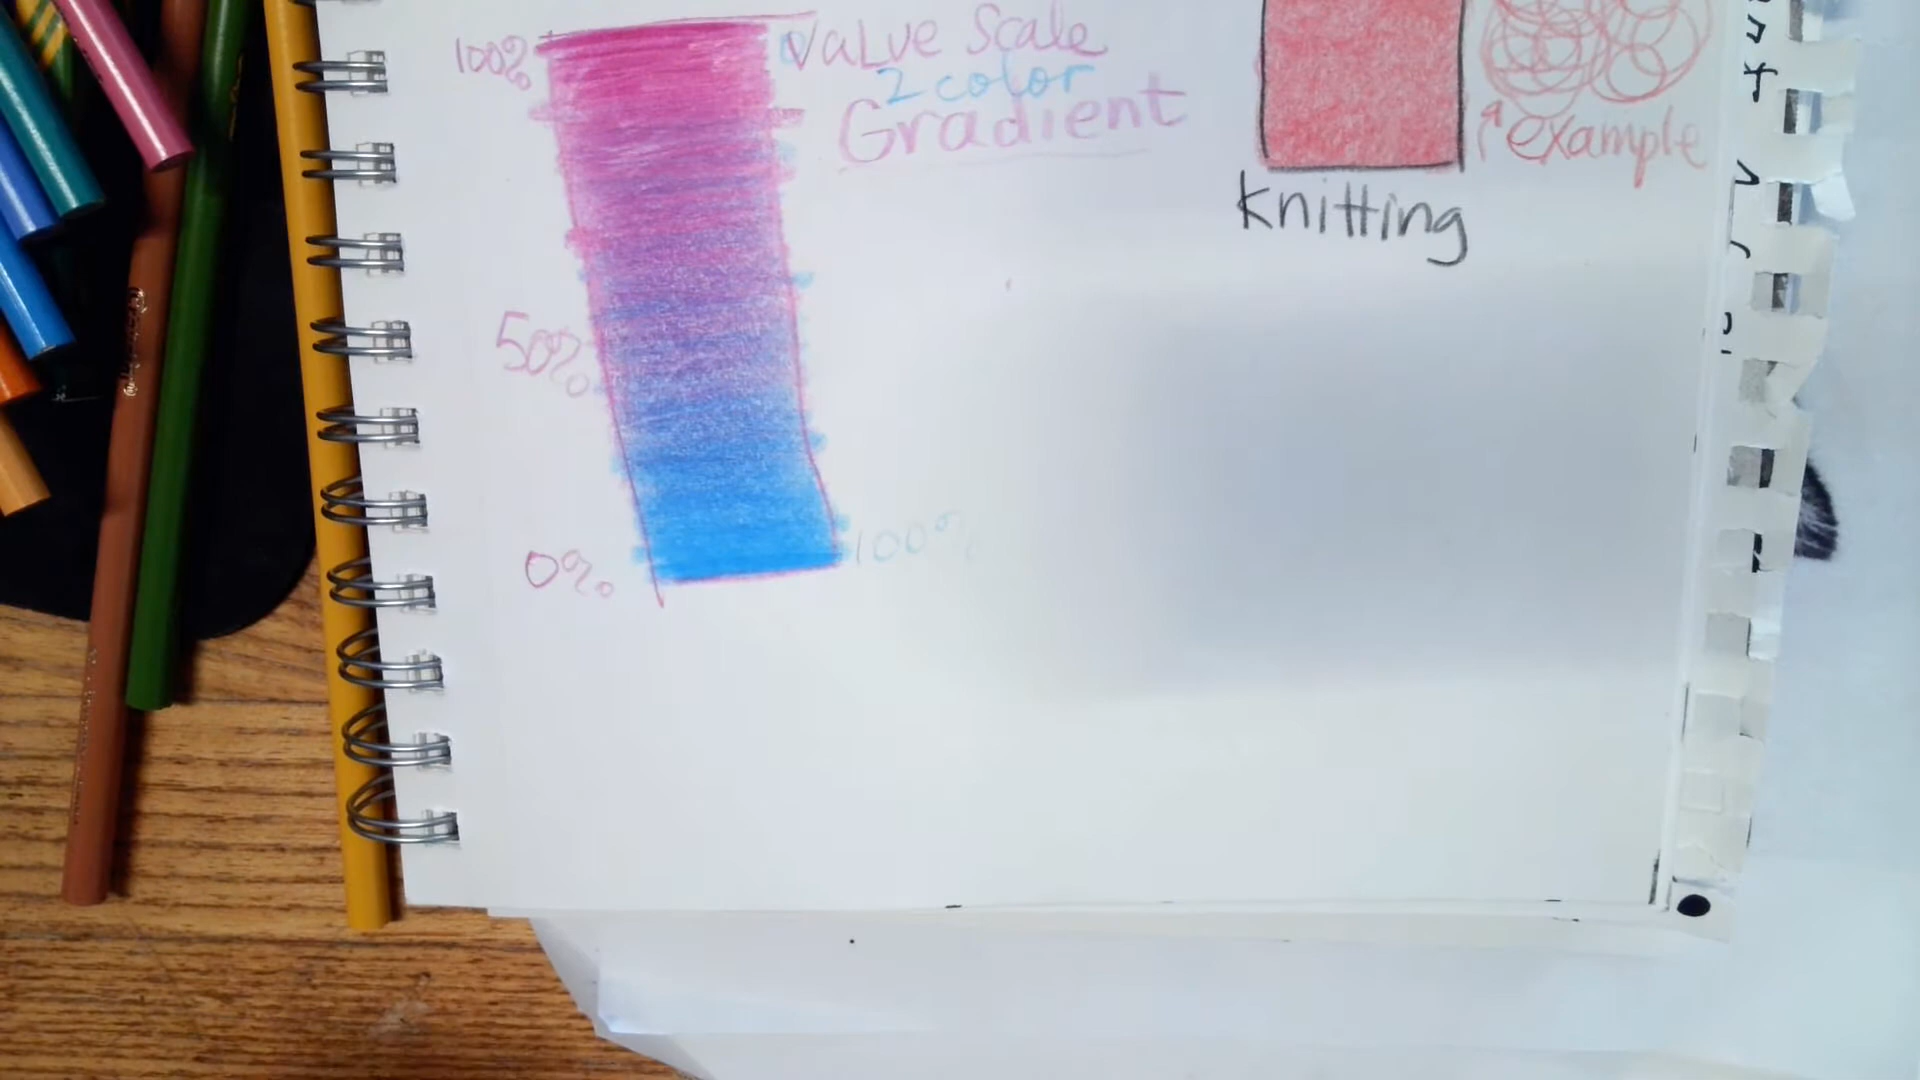 100%
Value Scale
2 color
Gradient
50%
0%
100%
example
knitting